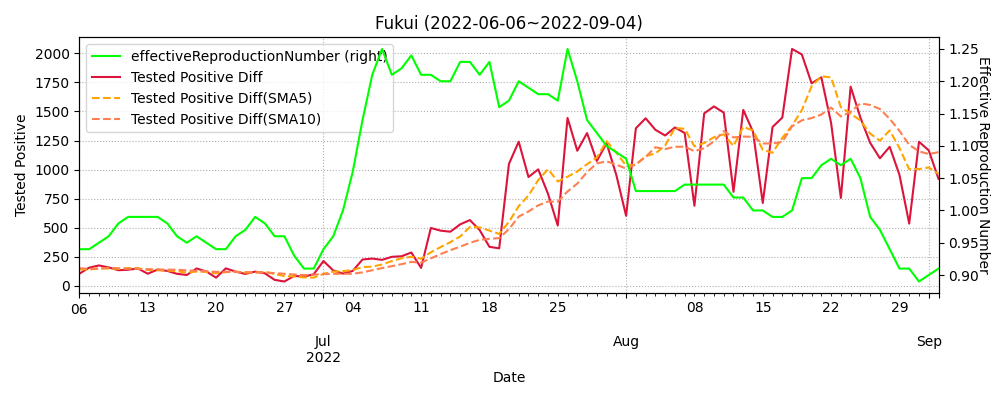 Fukui (2022-06-06~2022-09-04)
effectiveReproductionNumber (right)
Tested Positive Diff
Tested Positive Diff(SMA5)
Tested Positive Diff(SMA10)
Tested Positive
2000
1750
1500
1250
1000
750
500
250
0
1.25
1.20
1.15
1.10
1.05
1.00
0.95
0.90
Effective Reproduction Number
06 13 20 27 04 11 18 25 08 15 22 29
Jul Aug Sep
2022
Date